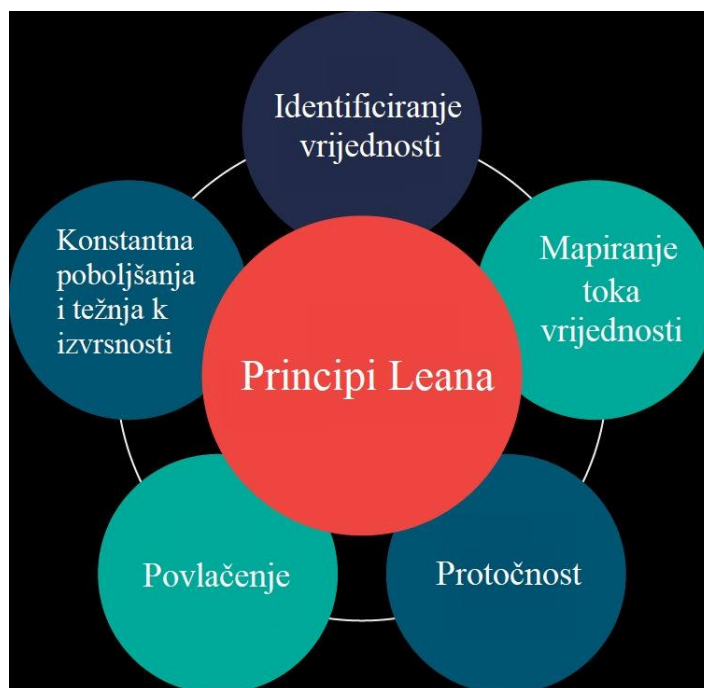 Identificiranje
vrijednosti
Mapiranje
toka
vrijednosti
Protočnost
Povlačenje
Konstantna
poboljšanja
i težnja k
izvrsnosti
Principi Leana